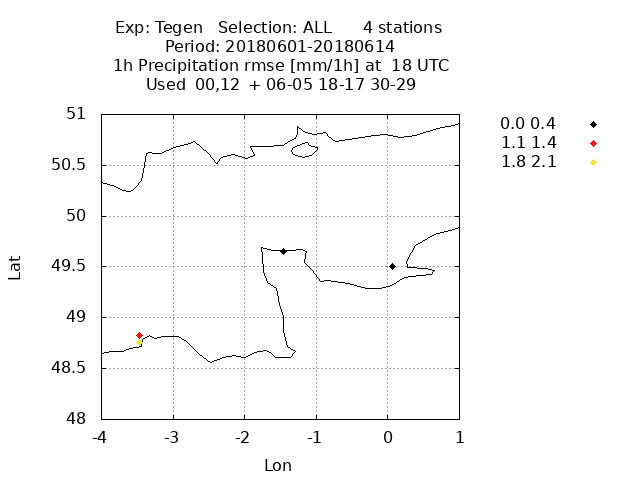 Exp: Tegen   Selection: ALL      4 stations
Period: 20180601-20180614
1h Precipitation rmse [mm/1h] at  18 UTC
Used  00,12  + 06-05 18-17 30-29
0.0 0.4
1.1 1.4
1.8 2.1
51
50.5
50
49.5
49
48.5
48
Lat
-4 -3 -2 -1 0 1
Lon